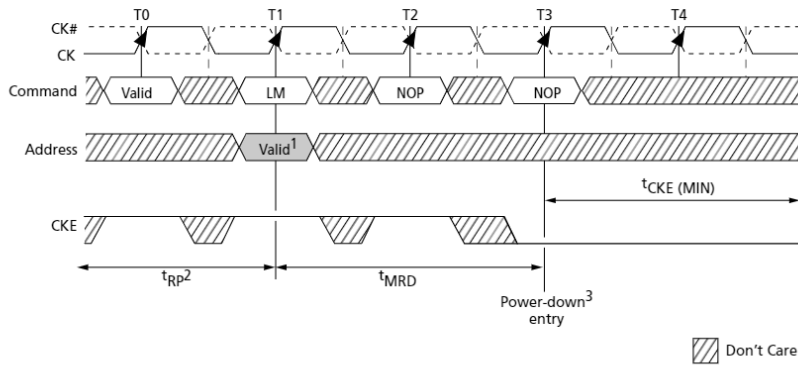 T0 T1 T2 T3 T4
CK#
CK
Command Valid LM NOP NOP
Address Valid1
tCKE (MIN)
CKE
tRP2 tMRD
Power-down3
entry
Don't Care